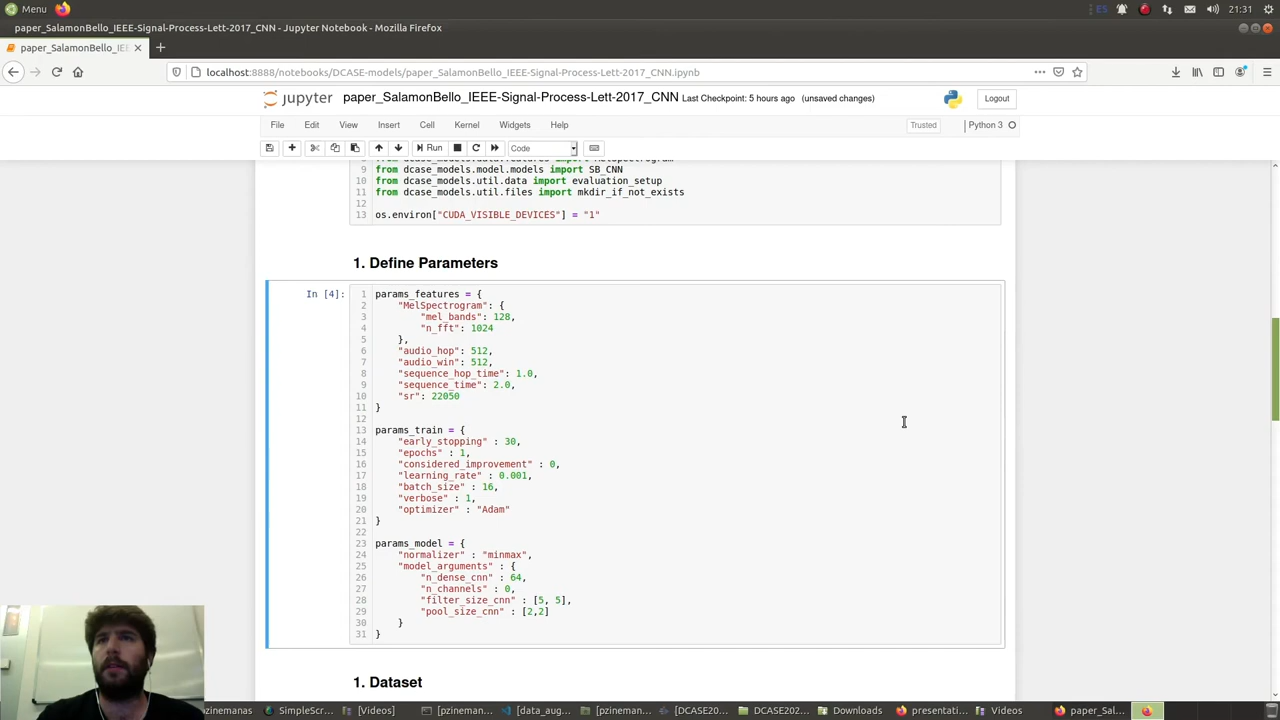 Menu
ES
21:31
paper_SalamonBello_IEEE-Signal-Process-Lett-2017_CNN - Jupyter Notebook - Mozilla Firefox
paper_SalamonBello_IEE
localhost:8888/notebooks/DCASE-models/paper_SalamonBello_IEEE-Signal-Process-Lett-2017_CNN.ipynb
jupyter paper_SalamonBello_IEEE-Signal-Process-Lett-2017_CNN Last Checkpoint: 5 hours ago (unsaved changes)
Logout
File Edit View Insert Cell Kernel Widgets Help
Trusted
Python 3
Run
Code
9 from dcase_models.model.models import SB_CNN
10 from dcase_models.util.data import evaluation_setup
11 from dcase_models.util.files import mkdir_if_not_exists
12
13 os.environ["CUDA_VISIBLE_DEVICES"] = "1"
1. Define Parameters
In [4]:
1 params_features = {
2 "MelSpectrogram": {
3 "mel_bands": 128,
4 "n_fft": 1024
5 },
6 "audio_hop": 512,
7 "audio_win": 512,
8 "sequence_hop_time": 1.0,
9 "sequence_time": 2.0,
10 "sr": 22050
11 }
12
13 params_train = {
14 "early_stopping" : 30,
15 "epochs" : 1,
16 "considered_improvement" : 0,
17 "learning_rate" : 0.001,
18 "batch_size" : 16,
19 "verbose" : 1,
20 "optimizer" : "Adam"
21 }
22
23 params_model = {
24 "normalizer" : "minmax",
25 "model_arguments" : {
26 "n_dense_cnn" : 64,
27 "n_channels" : 0,
28 "filter_size_cnn" : [5, 5],
29 "pool_size_cnn" : [2,2]
30 }
31 }
1. Dataset
pzinemanas
SimpleScr...
[Videos]
[pzineman...
[data_aug...
[pzineman...
[DCASE20...
DCASE202...
Downloads
presentati...
Videos
paper_Sal...